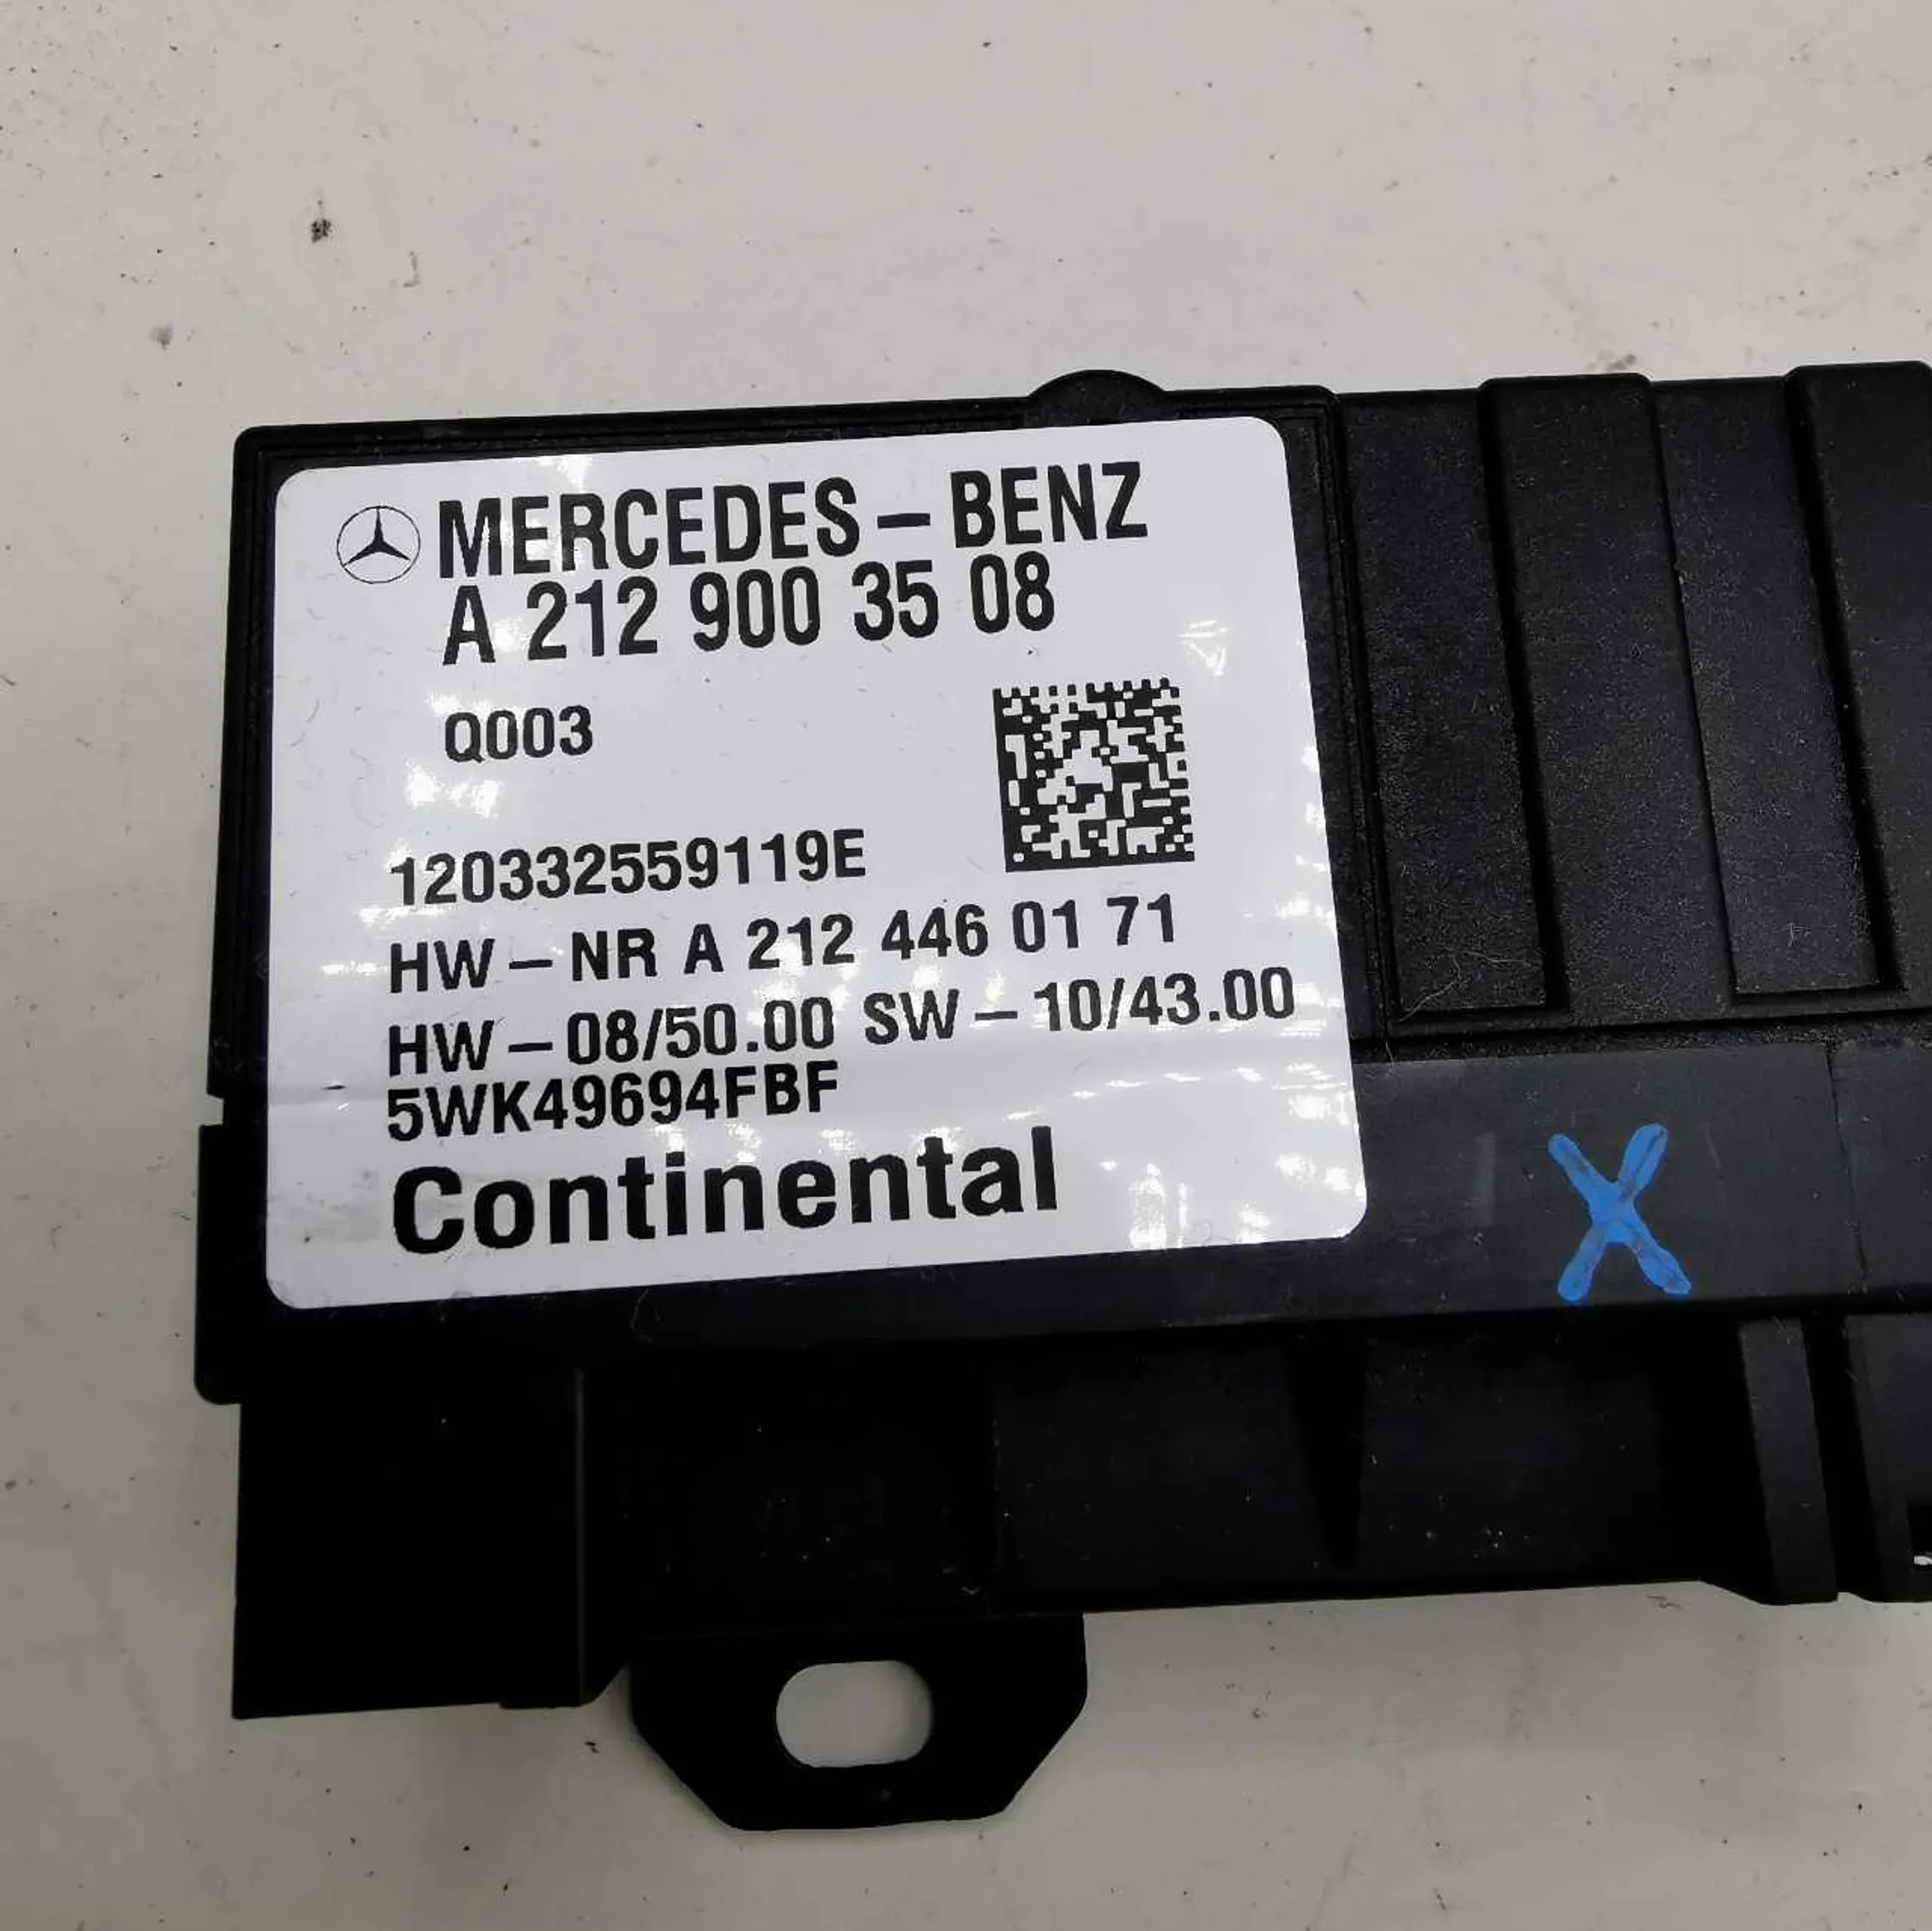 MERCEDES-BENZ
A 212 900 35 08
Q003
120332559119E
HW-NR A 212 446 01 71
HW-08/50.00 SW-10/43.00
5WK49694FBF
Continental
X